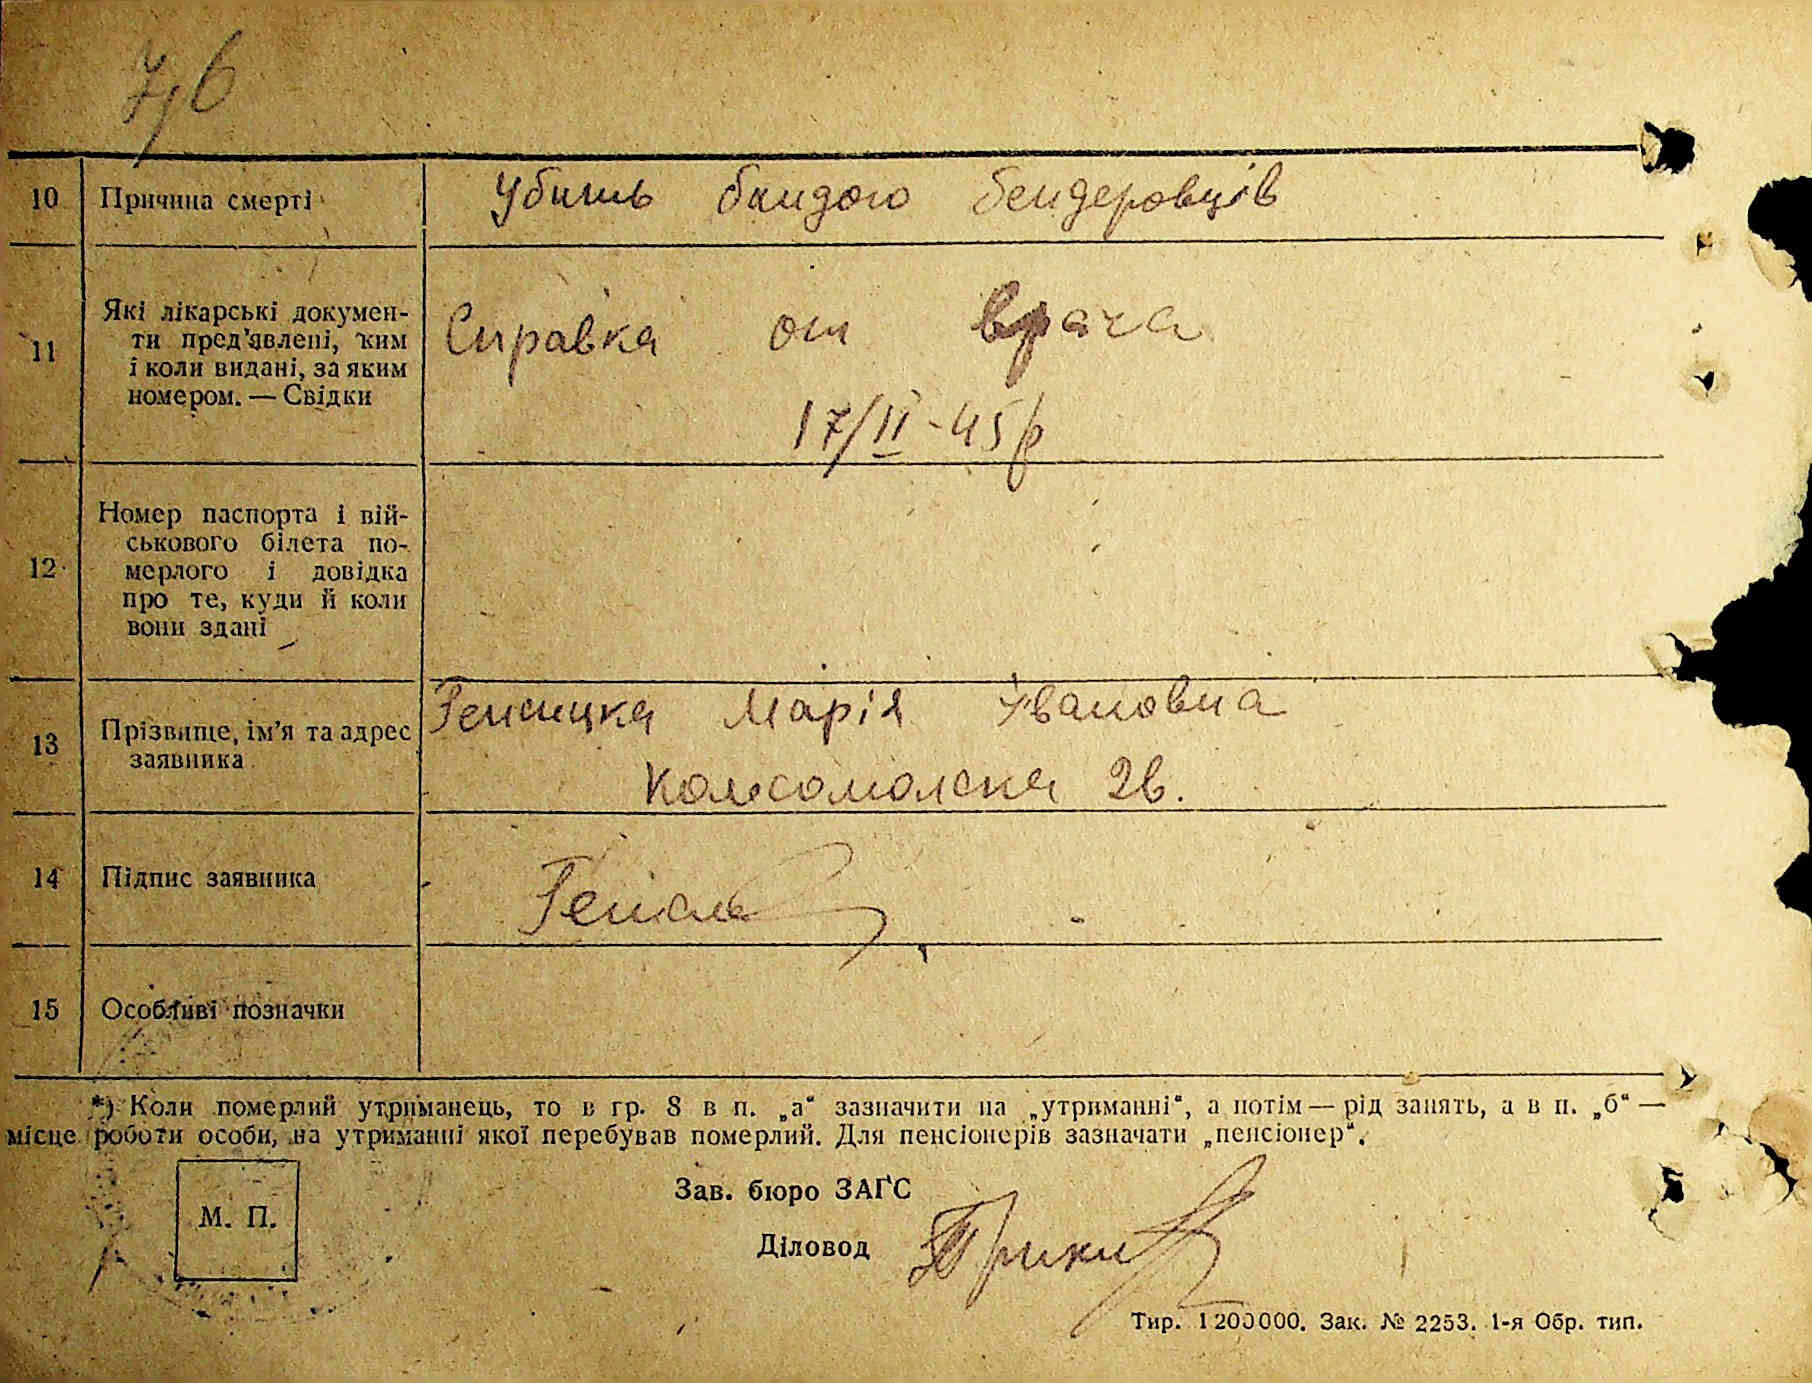 76
10 Причина смерті Убить бандою бендеровців
11 Які лікарські докумен-
ти пред'явлені, ким
і коли видані, за яким
номером. — Свідки
Справка от врача
17/II-45р
12 Номер паспорта і вій-
ськового білета по-
мерлого і довідка
про те, куди й коли
вони здані
13 Прізвище, ім'я та адрес
заявника
Марія Ивановна
Комсомолска 2в.
14 Підпис заявника
15 Особливі позначки
*) Коли померлий утриманець, то в гр. 8 в п. „а“ зазначити на „утриманні“, а потім — рід занять, а в п. „б“ —
місце роботи особи, на утриманні якої перебував померлий. Для пенсіонерів зазначати „пенсіонер“.
М. П.
Зав. бюро ЗАГС
Діловод
Тир. 1200000. Зак. № 2253. 1-я Обр. тип.